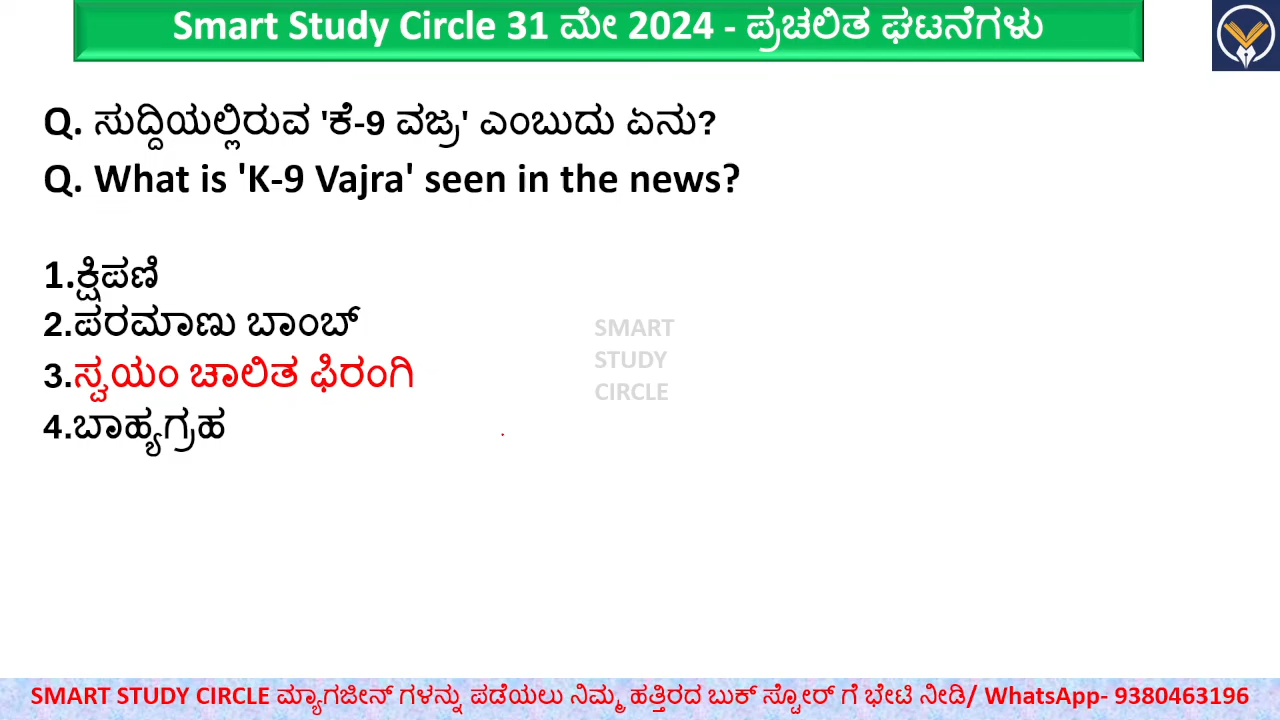 Smart Study Circle 31 ಮೇ 2024 - ಪ್ರಚಲಿತ ಘಟನೆಗಳು
Q. ಸುದ್ದಿಯಲ್ಲಿರುವ 'ಕೆ-9 ವಜ್ರ' ಎಂಬುದು ಏನು?
Q. What is 'K-9 Vajra' seen in the news?
1.ಕ್ಷಿಪಣಿ
2.ಪರಮಾಣು ಬಾಂಬ್
3.ಸ್ವಯಂ ಚಾಲಿತ ಫಿರಂಗಿ
4.ಬಾಹ್ಯಗ್ರಹ
SMART
STUDY
CIRCLE
SMART STUDY CIRCLE ಮ್ಯಾಗಜೀನ್ ಗಳನ್ನು ಪಡೆಯಲು ನಿಮ್ಮ ಹತ್ತಿರದ ಬುಕ್ ಸ್ಟೋರ್ ಗೆ ಭೇಟಿ ನೀಡಿ/ WhatsApp- 9380463196